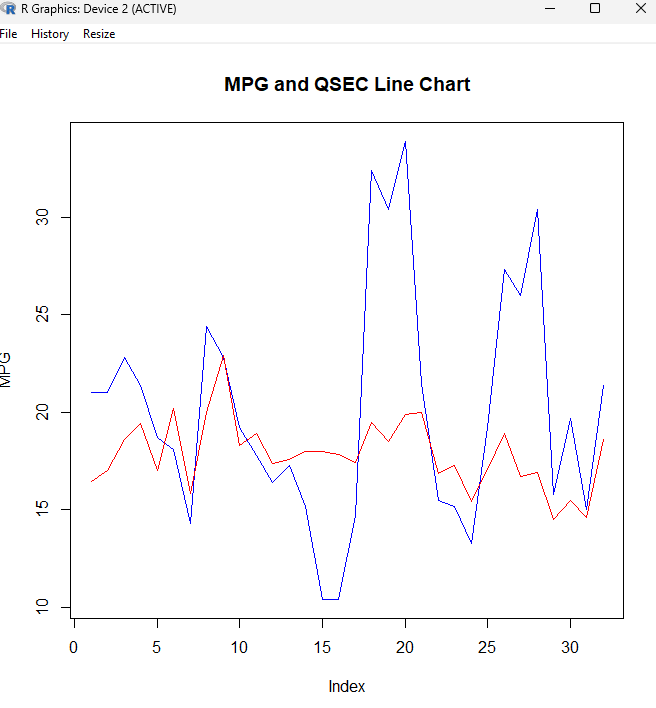 R Graphics: Device 2 (ACTIVE)
File History Resize
MPG and QSEC Line Chart
MPG
30
25
20
15
10
0 5 10 15 20 25 30
Index